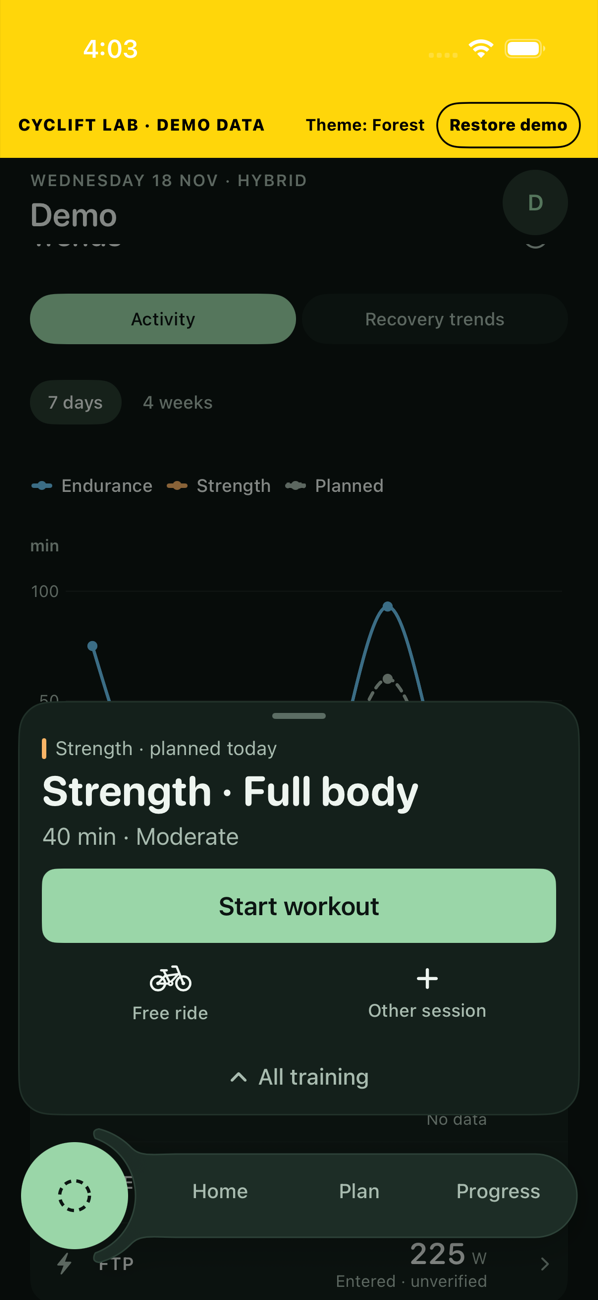 4:03
CYCLIFT LAB · DEMO DATA
Theme: Forest
Restore demo
WEDNESDAY 18 NOV · HYBRID
Demo
D
Activity
Recovery trends
7 days
4 weeks
Endurance
Strength
Planned
min
100
50
Strength · planned today
Strength · Full body
40 min · Moderate
Start workout
Free ride
Other session
All training
No data
Home
Plan
Progress
FTP
225 W
Entered · unverified